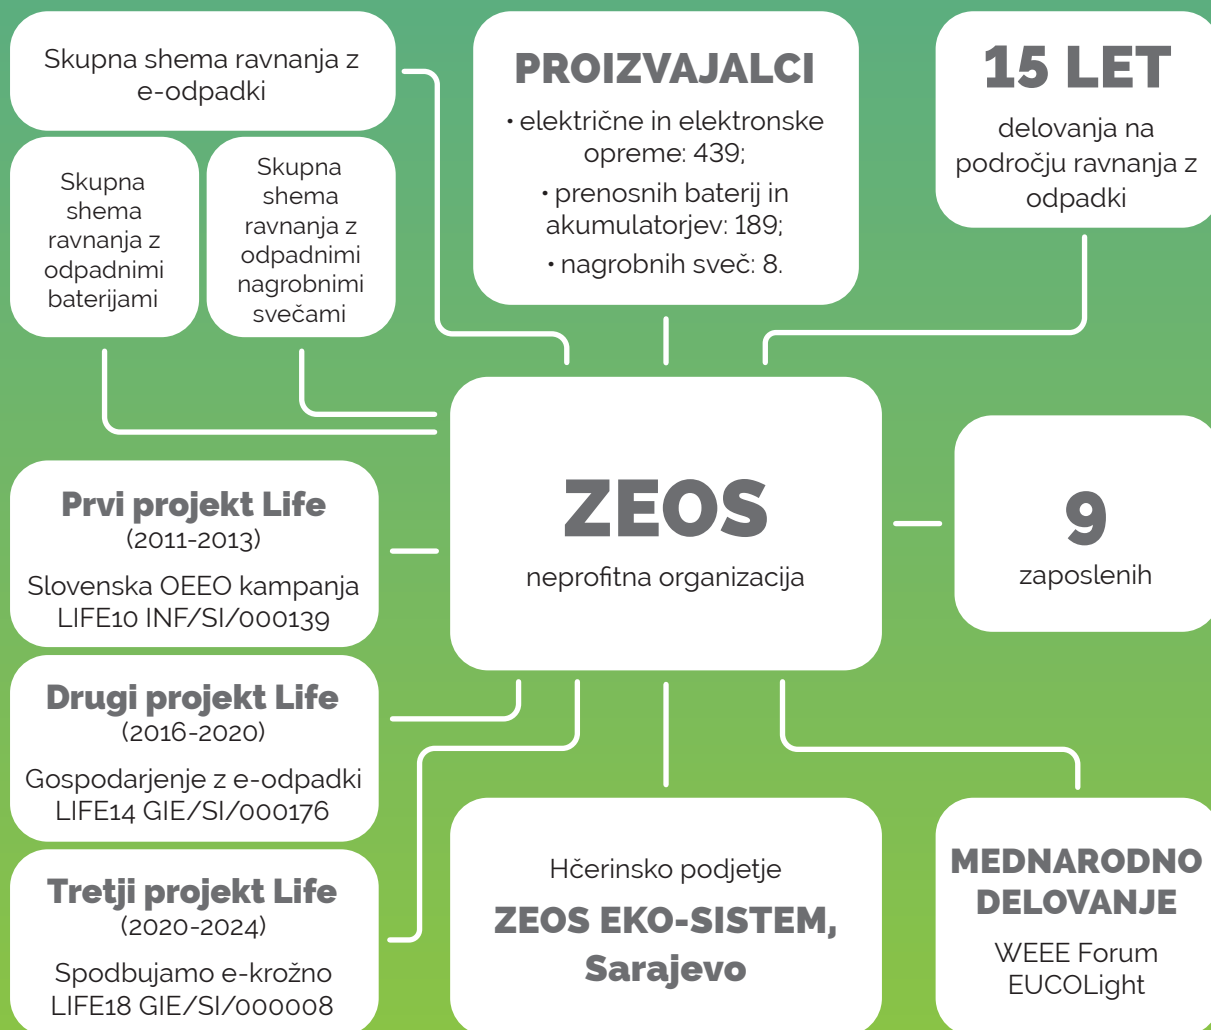 Skupna shema ravnanja z
e-odpadki
Skupna
shema
ravnanja z
odpadnimi
baterijami
Skupna
shema
ravnanja z
odpadnimi
nagrobnimi
svečami
PROIZVAJALCI
• električne in elektronske
opreme: 439;
• prenosnih baterij in
akumulatorjev: 189;
• nagrobnih sveč: 8.
15 LET
delovanja na
področju ravnanja z
odpadki
ZEOS
neprofitna organizacija
9
zaposlenih
Prvi projekt Life
(2011-2013)
Slovenska OEEO kampanja
LIFE10 INF/SI/000139
Drugi projekt Life
(2016-2020)
Gospodarjenje z e-odpadki
LIFE14 GIE/SI/000176
Tretji projekt Life
(2020-2024)
Spodbujamo e-krožno
LIFE18 GIE/SI/000008
Hčerinsko podjetje
ZEOS EKO-SISTEM,
Sarajevo
MEDNARODNO
DELOVANJE
WEEE Forum
EUCOLight